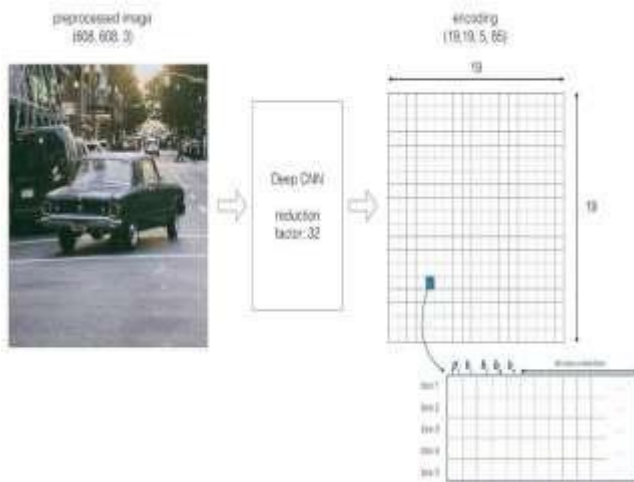 preprocessed image
(608, 608, 3)
encoding
(19,19, 5, 85)
19
Deep CNN
reduction
factor: 32
19
box 1
box 2
box 3
box 4
box 5